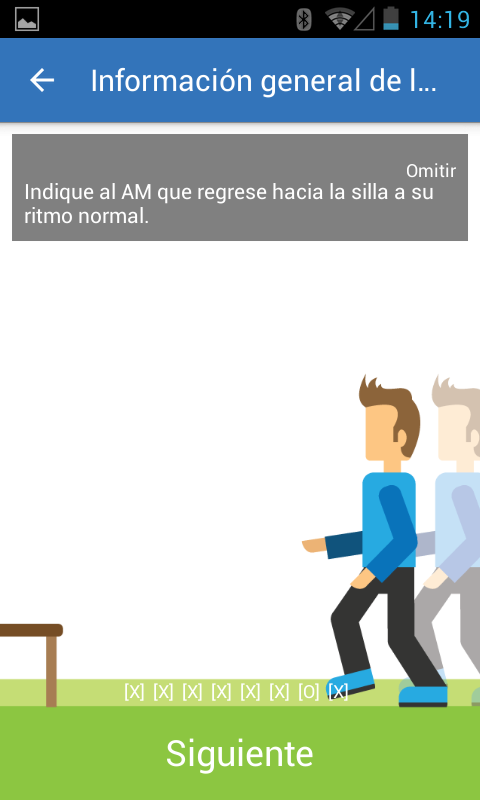 14:19
Información general de l...
Omitir
Indique al AM que regrese hacia la silla a su
ritmo normal.
[X] [X] [X] [X] [X] [X] [O] [X]
Siguiente